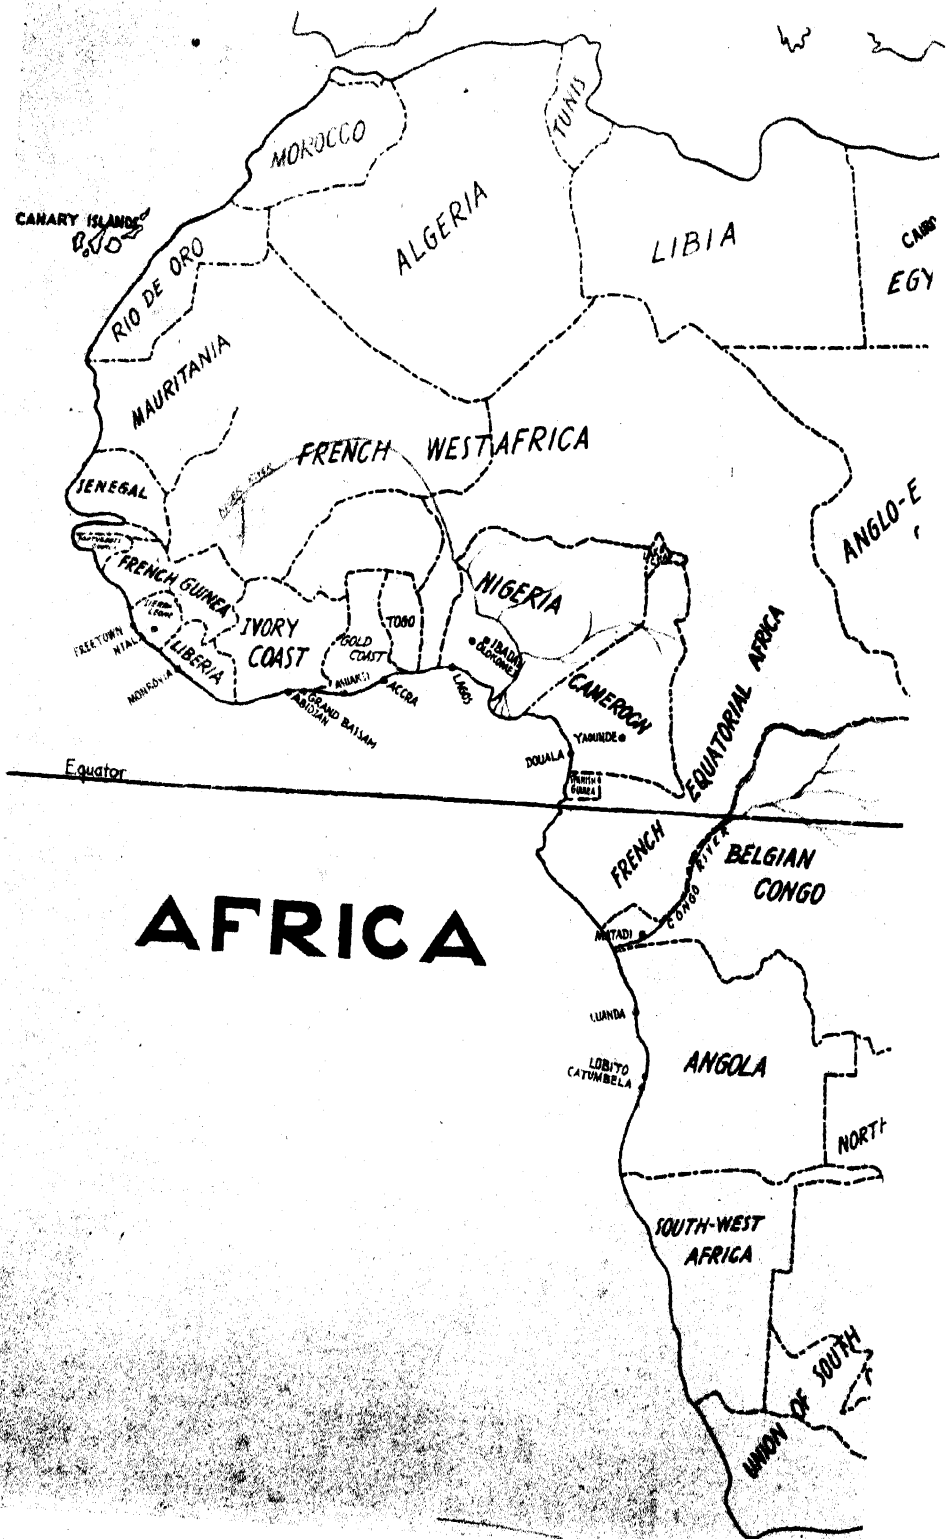 MOROCCO
TUNIS
ALGERIA
LIBIA
CANARY ISLANDS
RIO DE ORO
EGY
MAURITANIA
FRENCH WEST AFRICA
SENEGAL
ANGLO-E
FRENCH GUINEA
NIGERIA
IVORY
COAST
GOLD
COAST
TOGO
LIBERIA
FREETOWN
MONROVIA
GRAND BASSAM
ABIDJAN
ACCRA
LAGOS
CAMEROON
YAOUNDE
DOUALA
SPANISH
GUINEA
FRENCH EQUATORIAL AFRICA
Equator
CONGO RIVER
BELGIAN
CONGO
AFRICA
MATADI
LUANDA
LOBITO
CATUMBELA
ANGOLA
NORTH
SOUTH-WEST
AFRICA
UNION OF SOUTH